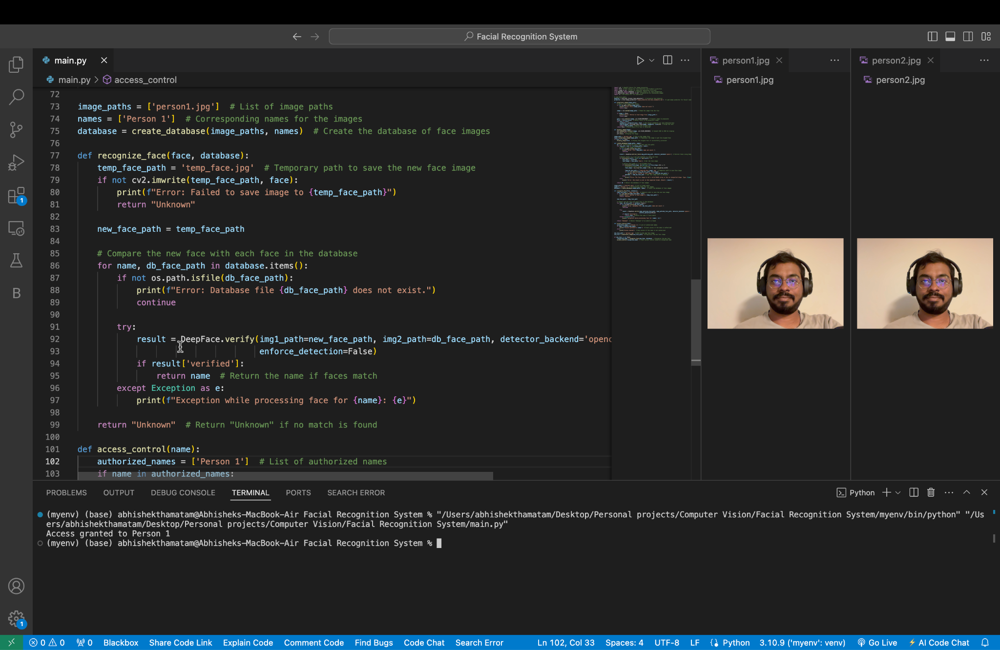 Facial Recognition System
main.py
person1.jpg
person2.jpg
main.py > access_control
person1.jpg
person2.jpg
72
73 image_paths = ['person1.jpg']  # List of image paths
74 names = ['Person 1']  # Corresponding names for the images
75 database = create_database(image_paths, names)  # Create the database of face images
76
77 def recognize_face(face, database):
78     temp_face_path = 'temp_face.jpg'  # Temporary path to save the new face image
79     if not cv2.imwrite(temp_face_path, face):
80         print(f"Error: Failed to save image to {temp_face_path}")
81         return "Unknown"
82
83     new_face_path = temp_face_path
84
85     # Compare the new face with each face in the database
86     for name, db_face_path in database.items():
87         if not os.path.isfile(db_face_path):
88             print(f"Error: Database file {db_face_path} does not exist.")
89             continue
90
91         try:
92             result = DeepFace.verify(img1_path=new_face_path, img2_path=db_face_path, detector_backend='openc
93                                      enforce_detection=False)
94             if result['verified']:
95                 return name  # Return the name if faces match
96         except Exception as e:
97             print(f"Exception while processing face for {name}: {e}")
98
99     return "Unknown"  # Return "Unknown" if no match is found
100
101 def access_control(name):
102     authorized_names = ['Person 1']  # List of authorized names
103     if name in authorized_names:
B
1
1
PROBLEMS OUTPUT DEBUG CONSOLE TERMINAL PORTS SEARCH ERROR
Python
(myenv) (base) abhishekthamatam@Abhisheks-MacBook-Air Facial Recognition System % "/Users/abhishekthamatam/Desktop/Personal projects/Computer Vision/Facial Recognition System/myenv/bin/python" "/Us
ers/abhishekthamatam/Desktop/Personal projects/Computer Vision/Facial Recognition System/main.py"
Access granted to Person 1
(myenv) (base) abhishekthamatam@Abhisheks-MacBook-Air Facial Recognition System %
0 0 0 Blackbox Share Code Link Explain Code Comment Code Find Bugs Code Chat Search Error Ln 102, Col 33 Spaces: 4 UTF-8 LF Python 3.10.9 ('myenv': venv) Go Live AI Code Chat